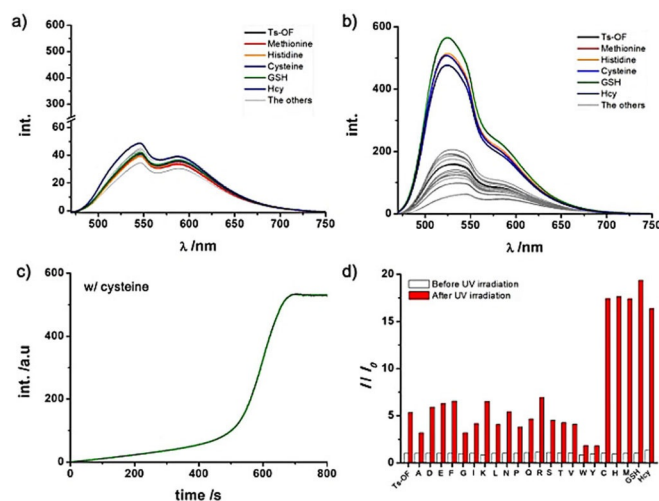 a)
600
500
400
300
200
100
60
40
20
0
int.
500
550
600
650
700
750
λ /nm
Ts-OF
Methionine
Histidine
Cysteine
GSH
Hcy
The others
b)
600
400
200
0
int.
500
550
600
650
700
750
λ /nm
Ts-OF
Methionine
Histidine
Cysteine
GSH
Hcy
The others
c)
w/ cysteine
600
400
200
0
int. /a.u
0
200
400
600
800
time /s
d)
Before UV irradiation
After UV irradiation
20
15
10
5
0
I / I0
Ts-OF
A
D
E
F
G
I
K
L
N
P
Q
R
S
T
V
W
Y
C
H
M
GSH
Hcy